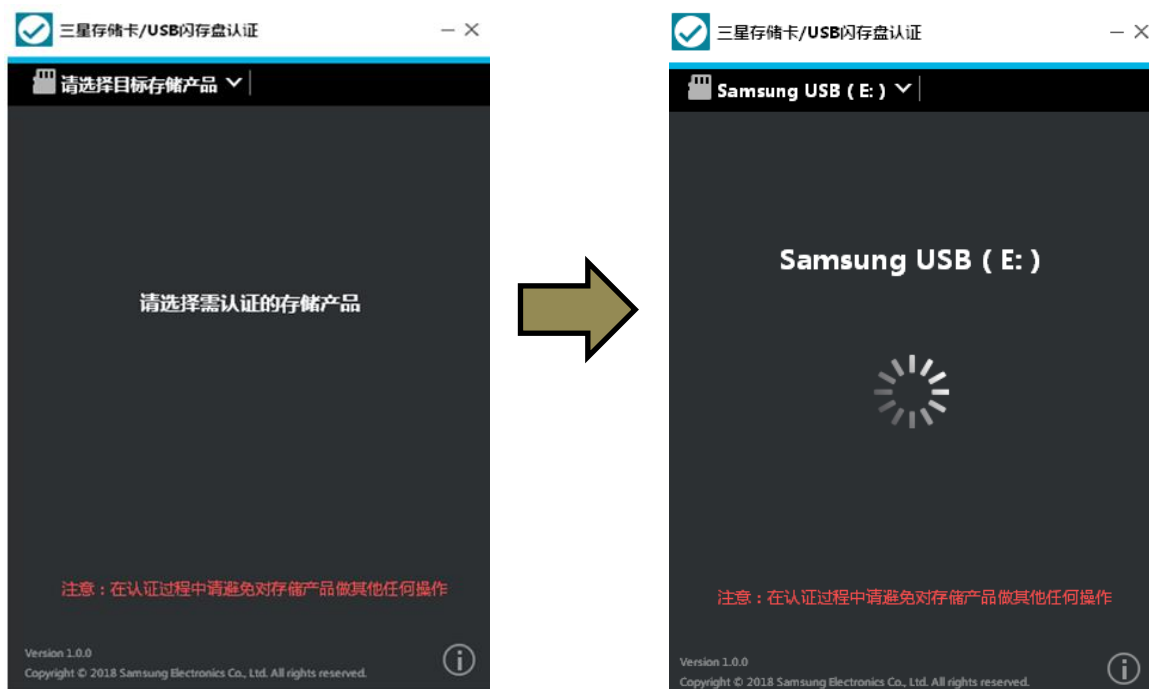 三星存储卡/USB闪存盘认证
请选择目标存储产品
请选择需认证的存储产品
注意：在认证过程中请避免对存储产品做其他任何操作
Version 1.0.0
Copyright © 2018 Samsung Electronics Co., Ltd. All rights reserved.
三星存储卡/USB闪存盘认证
Samsung USB ( E: )
Samsung USB ( E: )
注意：在认证过程中请避免对存储产品做其他任何操作
Version 1.0.0
Copyright © 2018 Samsung Electronics Co., Ltd. All rights reserved.